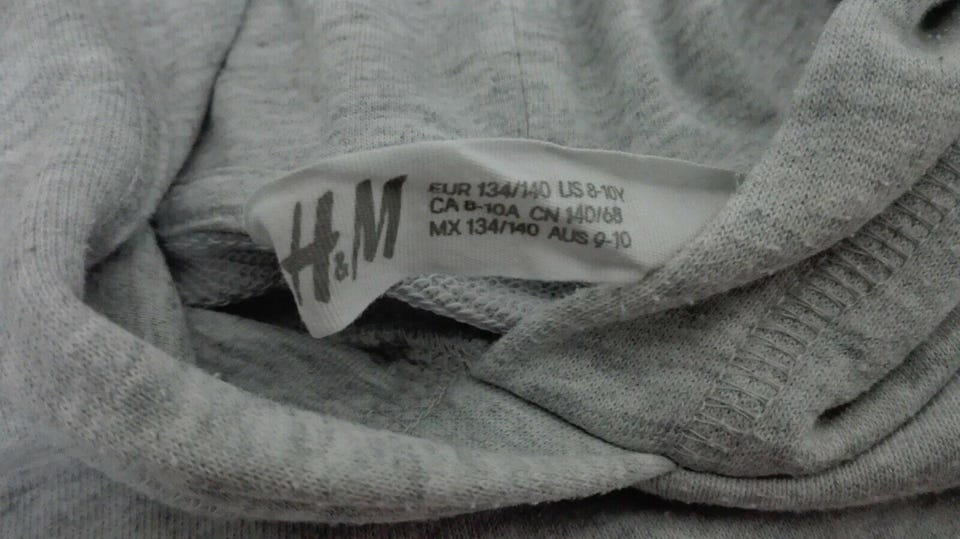 H&M
EUR 134/140 US 8-10Y
CA 8-10A CN 140/68
MX 134/140 AUS 9-10